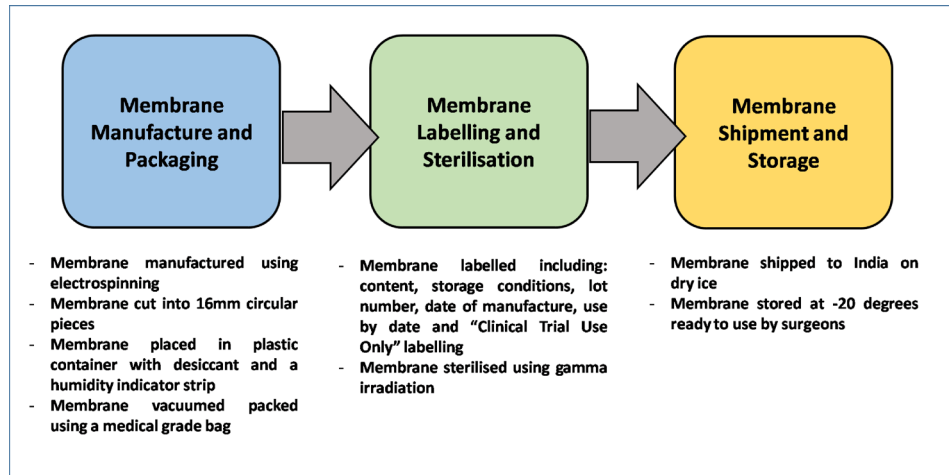 Membrane
Manufacture and
Packaging
Membrane
Labelling and
Sterilisation
Membrane
Shipment and
Storage
- Membrane manufactured using
electrospinning
- Membrane cut into 16mm circular
pieces
- Membrane placed in plastic
container with desiccant and a
humidity indicator strip
- Membrane vacuumed packed
using a medical grade bag
- Membrane labelled including:
content, storage conditions, lot
number, date of manufacture, use
by date and “Clinical Trial Use
Only” labelling
- Membrane sterilised using gamma
irradiation
- Membrane shipped to India on
dry ice
- Membrane stored at -20 degrees
ready to use by surgeons